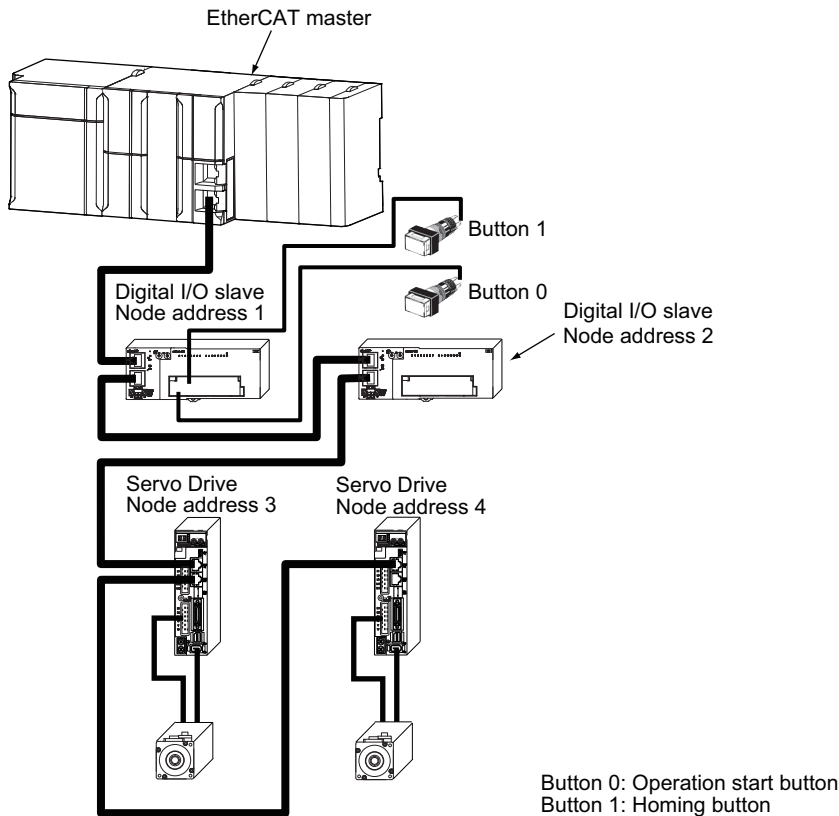 EtherCAT master
Button 1
Button 0
Digital I/O slave
Node address 1
Digital I/O slave
Node address 2
Servo Drive
Node address 3
Servo Drive
Node address 4
Button 0: Operation start button
Button 1: Homing button